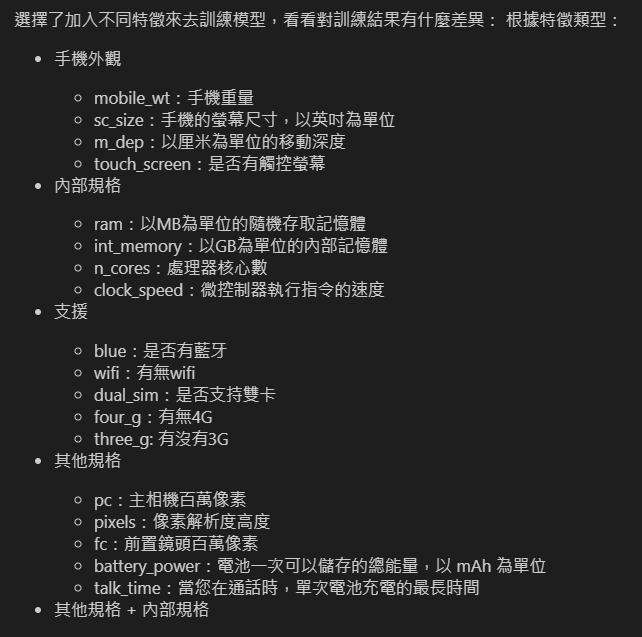 選擇了加入不同特徵來去訓練模型，看看對訓練結果有什麼差異： 根據特徵類型：
手機外觀
mobile_wt：手機重量
sc_size：手機的螢幕尺寸，以英吋為單位
m_dep：以厘米為單位的移動深度
touch_screen：是否有觸控螢幕
內部規格
ram：以MB為單位的隨機存取記憶體
int_memory：以GB為單位的內部記憶體
n_cores：處理器核心數
clock_speed：微控制器執行指令的速度
支援
blue：是否有藍牙
wifi：有無wifi
dual_sim：是否支持雙卡
four_g：有無4G
three_g: 有沒有3G
其他規格
pc：主相機百萬像素
pixels：像素解析度高度
fc：前置鏡頭百萬像素
battery_power：電池一次可以儲存的總能量，以 mAh 為單位
talk_time：當您在通話時，單次電池充電的最長時間
其他規格 + 內部規格